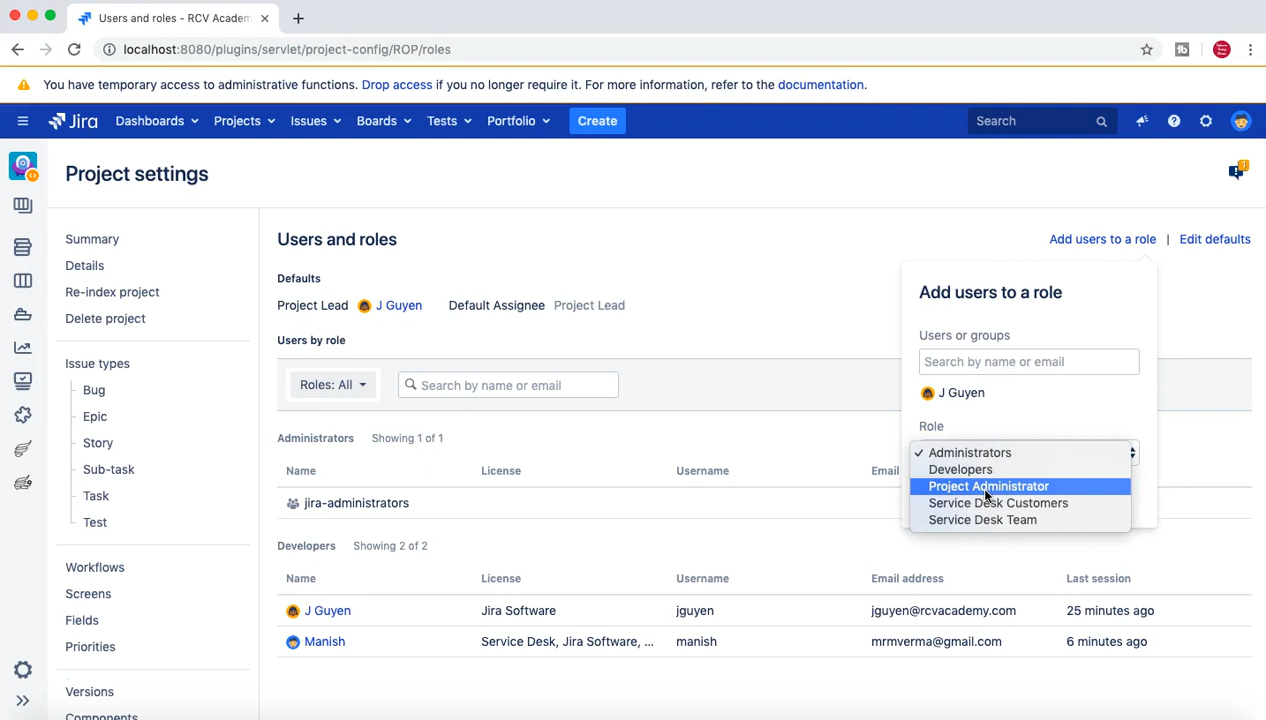 Users and roles - RCV Academ
localhost:8080/plugins/servlet/project-config/ROP/roles
You have temporary access to administrative functions. Drop access if you no longer require it. For more information, refer to the documentation.
Jira Dashboards Projects Issues Boards Tests Portfolio Create Search
Project settings
Summary
Details
Re-index project
Delete project
Issue types
Bug
Epic
Story
Sub-task
Task
Test
Workflows
Screens
Fields
Priorities
Versions
Components
Users and roles
Add users to a role | Edit defaults
Defaults
Project Lead J Guyen Default Assignee Project Lead
Users by role
Roles: All Search by name or email
Administrators Showing 1 of 1
Name License Username Email
jira-administrators
Developers Showing 2 of 2
Name License Username Email address Last session
J Guyen Jira Software jguyen jguyen@rcvacademy.com 25 minutes ago
Manish Service Desk, Jira Software, ... manish mrmverma@gmail.com 6 minutes ago
Add users to a role
Users or groups
Search by name or email
J Guyen
Role
✓ Administrators
Developers
Project Administrator
Service Desk Customers
Service Desk Team